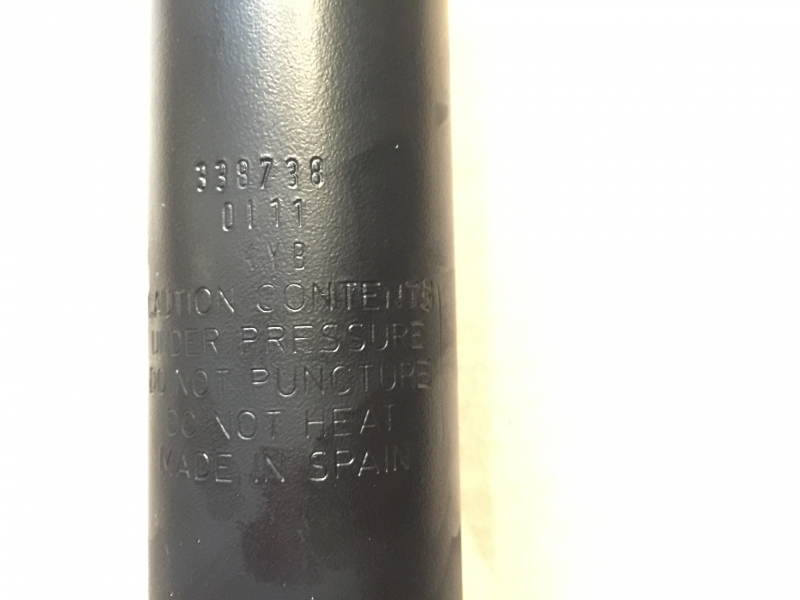 338738
0111
KYB
CAUTION CONTENTS
UNDER PRESSURE
DO NOT PUNCTURE
DO NOT HEAT
MADE IN SPAIN